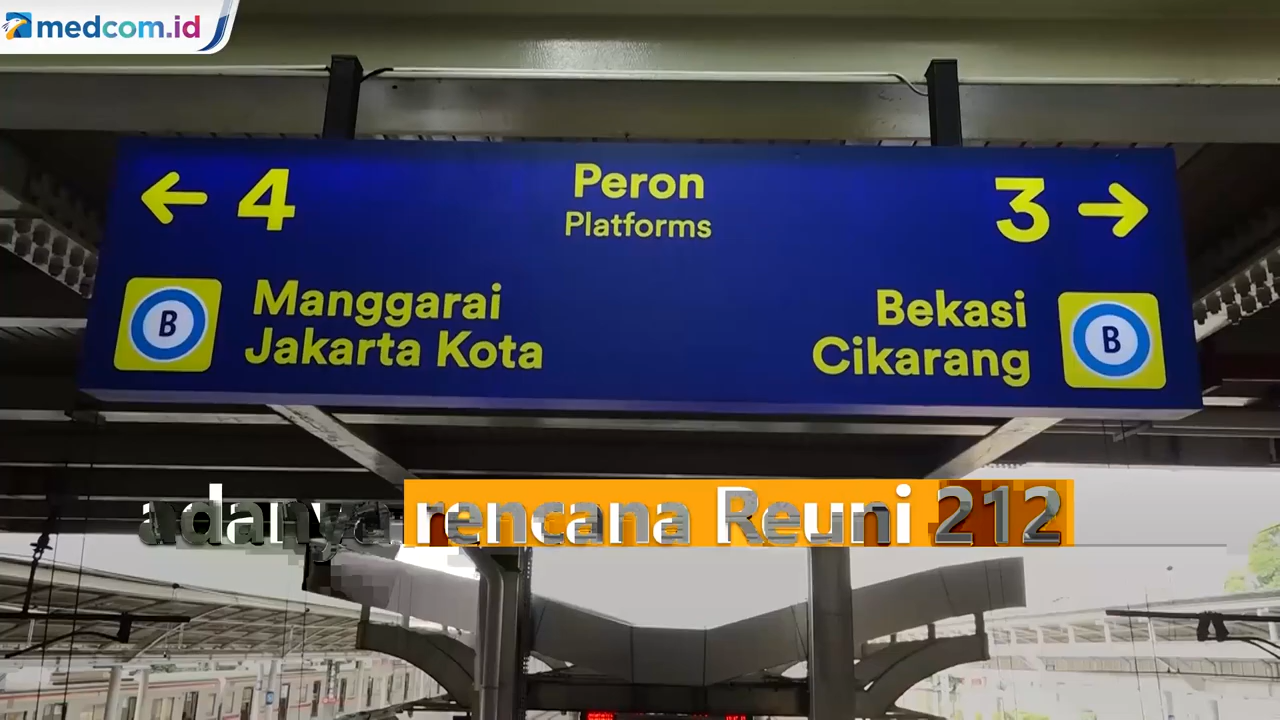 medcom.id
← 4
Peron
Platforms
3 →
B
Manggarai
Jakarta Kota
Bekasi
Cikarang
B
adanya rencana Reuni 212